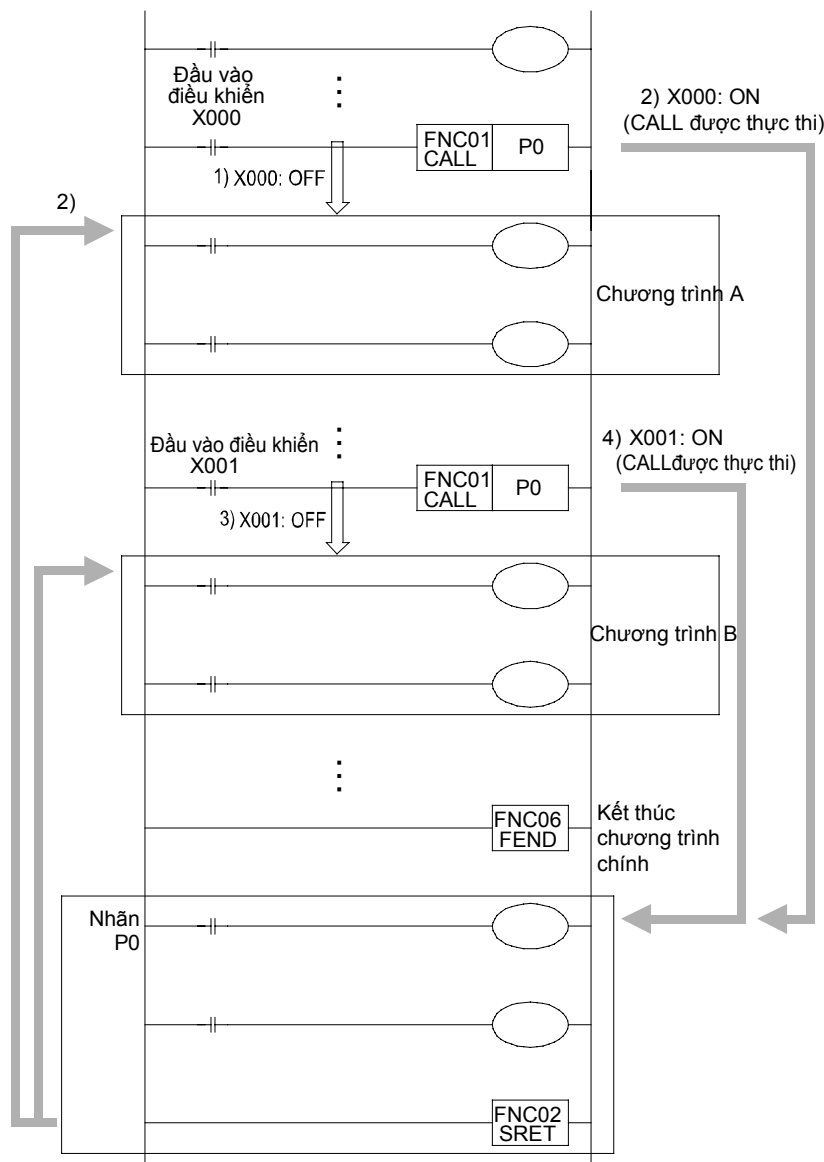 Đầu vào
điều khiển
X000
2) X000: ON
(CALL được thực thi)
FNC01
CALL
P0
1) X000: OFF
2)
Chương trình A
Đầu vào điều khiển
X001
4) X001: ON
(CALLđược thực thi)
FNC01
CALL
P0
3) X001: OFF
Chương trình B
FNC06
FEND
Kết thúc
chương trình
chính
Nhãn
P0
FNC02
SRET